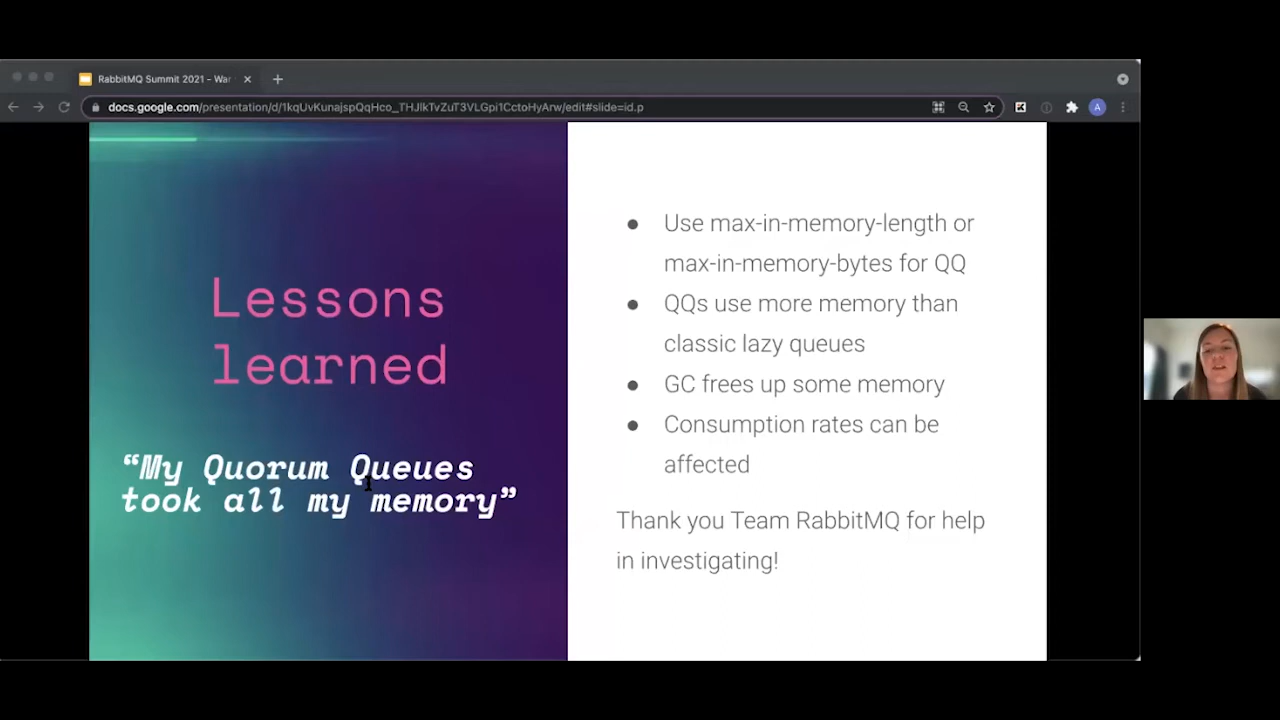 RabbitMQ Summit 2021 - War
docs.google.com/presentation/d/1kqUvKunajspQqHco_THJlkTvZuT3VLGpi1CctoHyArw/edit#slide=id.p
A
Lessons
learned
“My Quorum Queues
took all my memory”
● Use max-in-memory-length or
max-in-memory-bytes for QQ
● QQs use more memory than
classic lazy queues
● GC frees up some memory
● Consumption rates can be
affected
Thank you Team RabbitMQ for help
in investigating!